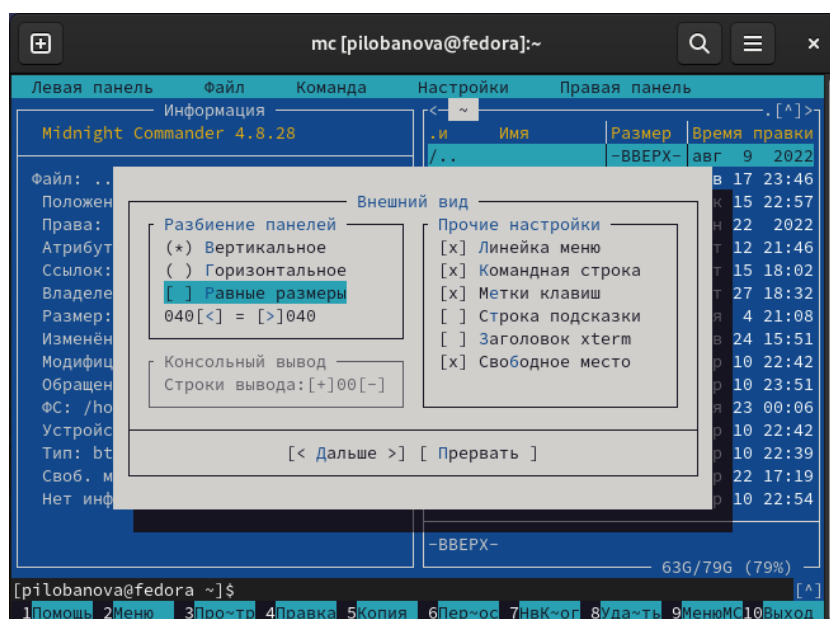 mc [pilobanova@fedora]:~
Левая панель Файл Команда Настройки Правая панель
Информация
Midnight Commander 4.8.28
<─ ~ .[^]>
.и Имя Размер Время правки
/.. -ВВЕРХ- авг 9 2022
Файл: ..
в 17 23:46
Положен
к 15 22:57
Права:
н 22 2022
Атрибут
т 12 21:46
Ссылок:
т 15 18:02
Владеле
т 27 18:32
Размер:
я 4 21:08
Изменён
в 24 15:51
Модифиц
р 10 22:42
Обращен
р 10 23:51
ФС: /ho
я 23 00:06
Устройс
р 10 22:42
Тип: bt
р 10 22:39
Своб. м
р 22 17:19
Нет инф
р 10 22:54
Внешний вид
Разбиение панелей
(*) Вертикальное
( ) Горизонтальное
[ ] Равные размеры
040[<] = [>]040
Консольный вывод
Строки вывода:[+]00[-]
Прочие настройки
[x] Линейка меню
[x] Командная строка
[x] Метки клавиш
[ ] Строка подсказки
[ ] Заголовок xterm
[x] Свободное место
[< Дальше >] [ Прервать ]
-ВВЕРХ-
63G/79G (79%)
[pilobanova@fedora ~]$ [^]
1Помощь 2Меню 3Про~тр 4Правка 5Копия 6Пер~ос 7НвК~ог 8Уда~ть 9МенюМС 10Выход